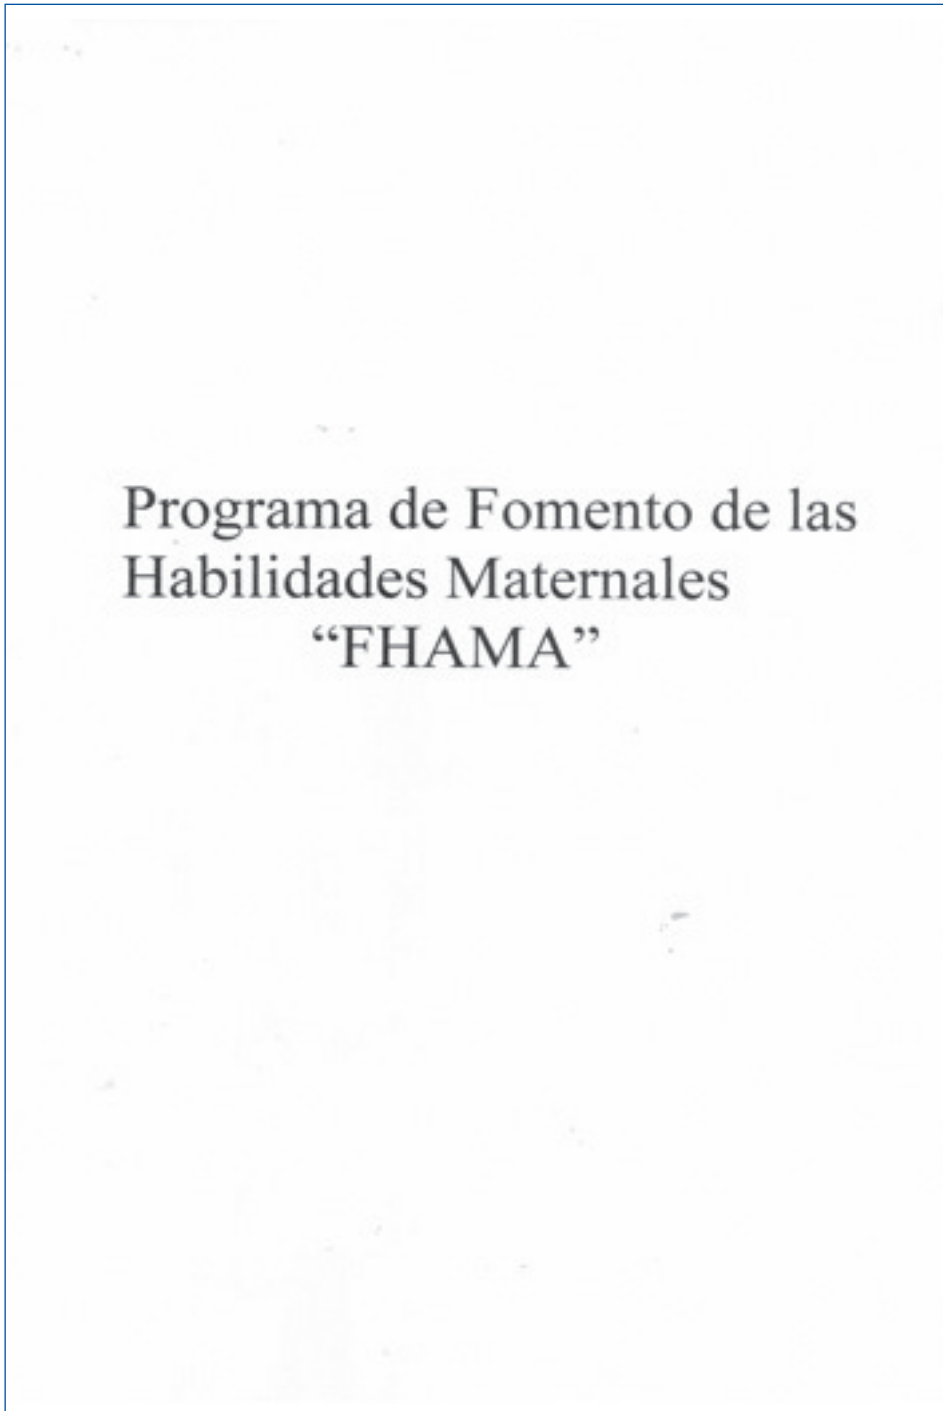 Programa de Fomento de las
Habilidades Maternales
“FHAMA”